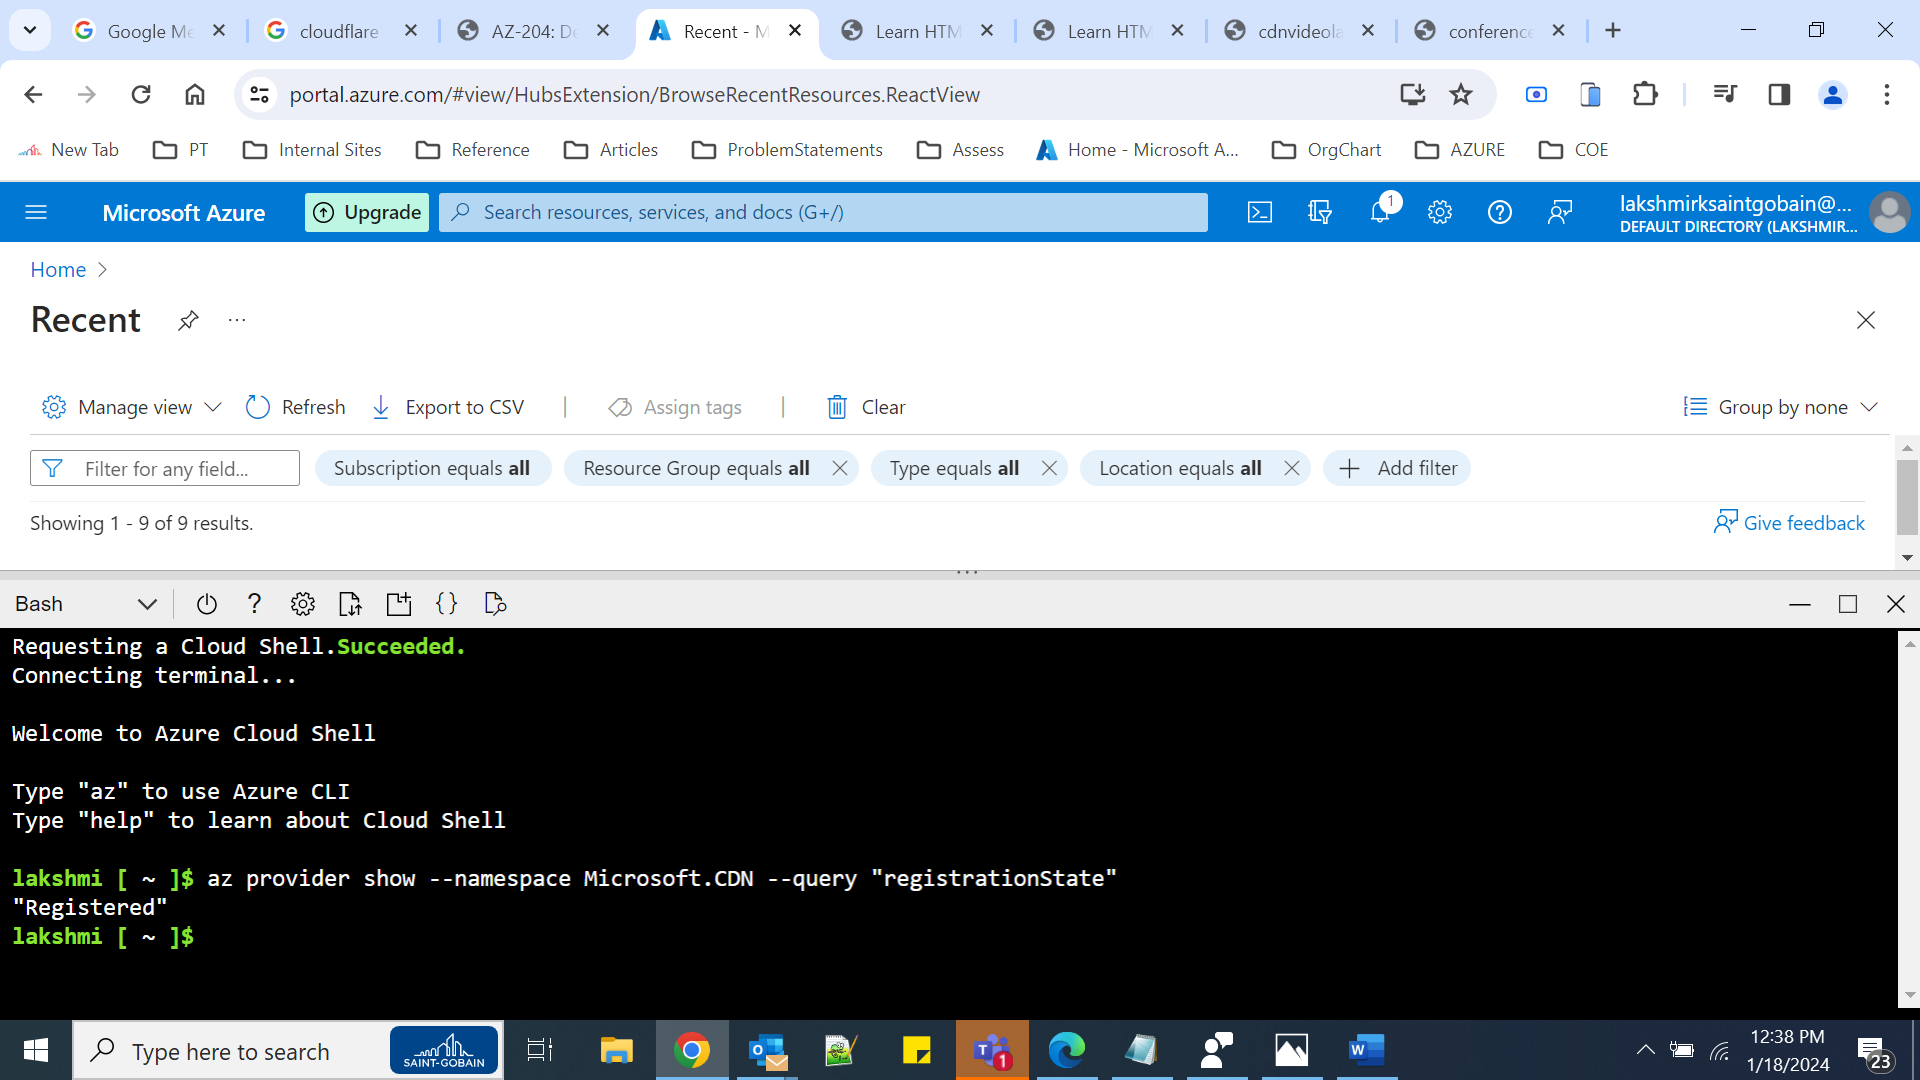 Google Me
cloudflare
AZ-204: De
Recent - M
Learn HTM
Learn HTM
cdnvideola
conference
portal.azure.com/#view/HubsExtension/BrowseRecentResources.ReactView
New Tab
PT
Internal Sites
Reference
Articles
ProblemStatements
Assess
Home - Microsoft A...
OrgChart
AZURE
COE
Microsoft Azure
Upgrade
Search resources, services, and docs (G+/)
1
lakshmirksaintgobain@...
DEFAULT DIRECTORY (LAKSHMIR...
Home
Recent
Manage view
Refresh
Export to CSV
Assign tags
Clear
Group by none
Filter for any field...
Subscription equals all
Resource Group equals all
Type equals all
Location equals all
Add filter
Showing 1 - 9 of 9 results.
Give feedback
Bash
Requesting a Cloud Shell.Succeeded.
Connecting terminal...
Welcome to Azure Cloud Shell
Type "az" to use Azure CLI
Type "help" to learn about Cloud Shell
lakshmi [ ~ ]$ az provider show --namespace Microsoft.CDN --query "registrationState"
"Registered"
lakshmi [ ~ ]$
Type here to search
SAINT-GOBAIN
1
12:38 PM
1/18/2024
23